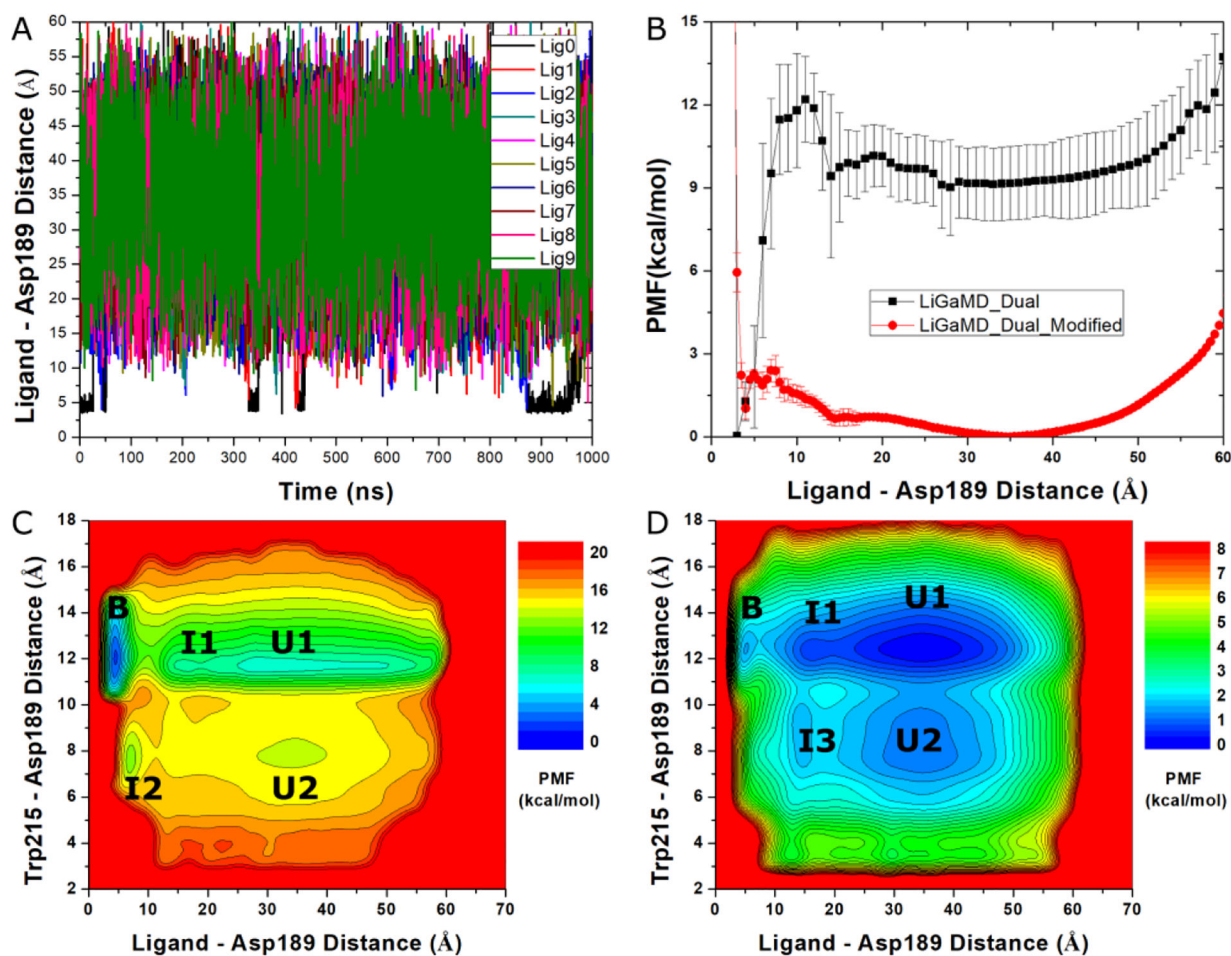 A
Ligand - Asp189 Distance (Å)
60
55
50
45
40
35
30
25
20
15
10
5
0
0 100 200 300 400 500 600 700 800 900 1000
Time (ns)
Lig0
Lig1
Lig2
Lig3
Lig4
Lig5
Lig6
Lig7
Lig8
Lig9
B
PMF(kcal/mol)
15
12
9
6
3
0
0 10 20 30 40 50 60
Ligand - Asp189 Distance (Å)
LiGaMD_Dual
LiGaMD_Dual_Modified
C
Trp215 - Asp189 Distance (Å)
18
16
14
12
10
8
6
4
2
0 10 20 30 40 50 60 70
Ligand - Asp189 Distance (Å)
B
I1
U1
I2
U2
20
16
12
8
4
0
PMF
(kcal/mol)
D
Trp215 - Asp189 Distance (Å)
18
16
14
12
10
8
6
4
2
0 10 20 30 40 50 60 70
Ligand - Asp189 Distance (Å)
B
I1
U1
I3
U2
8
7
6
5
4
3
2
1
0
PMF
(kcal/mol)